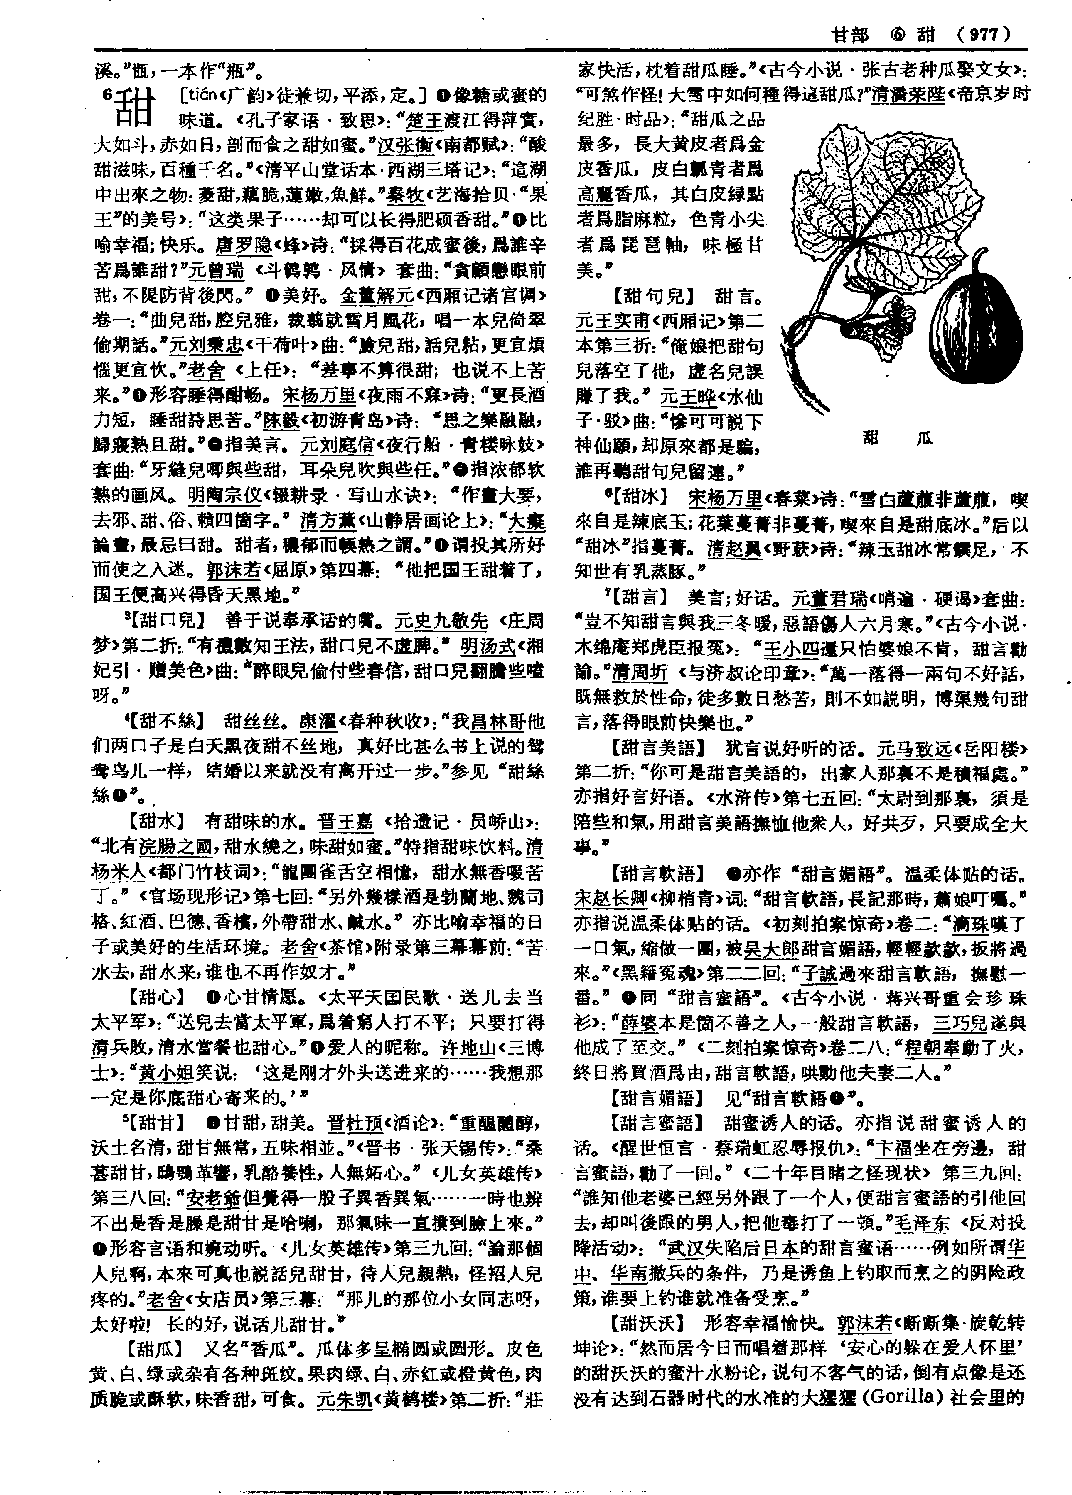 甘部 ⑥ 甜 （977）
溪。”瓻，一本作“瓶”。
6甜 [tián《广韵》徒兼切，平添，定。] ❶像糖或蜜的
味道。《孔子家语·致思》：“楚王渡江得萍實，
大如斗，赤如日，剖而食之甜如蜜。”汉张衡《南都赋》：“酸
甜滋味，百種千名。”《清平山堂话本·西湖三塔记》：“這湖
中出來之物：菱甜，藕脆，蓮嫩，魚鮮。”秦牧《艺海拾贝·“果
王”的美号》：“这类果子……却可以长得肥硕香甜。”❷比
喻幸福；快乐。唐罗隐《蜂》诗：“採得百花成蜜後，爲誰辛
苦爲誰甜？”元曾瑞《斗鹌鹑·风情》套曲：“貪顧戀眼前
甜，不隄防背後閃。”❸美好。金董解元《西厢记诸宫调》
卷一：“曲兒甜，腔兒雅，裁翦就雪月風花，唱一本兒倚翠
偷期話。”元刘秉忠《干荷叶》曲：“臉兒甜，話兒粘，更宜煩
惱更宜忺。”老舍《上任》：“差事不算很甜；也说不上苦
来。”❹形容睡得酣畅。宋杨万里《夜雨不寐》诗：“更長酒
力短，睡甜詩思苦。”陈毅《初游青岛》诗：“思之樂融融，
歸寢熟且甜。”❺指美言。元刘庭信《夜行船·青楼咏妓》
套曲：“牙縫兒唧與些甜，耳朵兒吹與些任。”❻指浓郁软
熟的画风。明陶宗仪《辍耕录·写山水诀》：“作畫大要，
去邪、甜、俗、賴四箇字。”清方薰《山静居画论上》：“大癡
論畫，最忌曰甜。甜者，穠郁而輭熟之謂。”❼谓投其所好
而使之入迷。郭沫若《屈原》第四幕：“他把国王甜着了，
国王便高兴得昏天黑地。”
3【甜口兒】 善于说奉承话的嘴。元史九敬先《庄周
梦》第二折：“有禮數知王法，甜口兒不虚脾。”明汤式《湘
妃引·赠美色》曲：“醉眼兒偷付些春信，甜口兒翻騰些嗑
呀。”
4【甜不絲】 甜丝丝。康濯《春种秋收》：“我昌林哥他
们两口子是白天黑夜甜不丝地，真好比甚么书上说的鸳
鸯鸟儿一样，结婚以来就没有离开过一步。”参见“甜絲
絲❶”。
【甜水】 有甜味的水。晋王嘉《拾遗记·员峤山》：
“北有浣腸之國，甜水繞之，味甜如蜜。”特指甜味饮料。清
杨米人《都门竹枝词》：“龍團雀舌空相憶，甜水無香噯苦
丁。”《官场现形记》第七回：“另外幾樣酒是勃蘭地、魏司
格、紅酒、巴德、香檳，外帶甜水、鹹水。”亦比喻幸福的日
子或美好的生活环境。老舍《茶馆》附录第三幕幕前：“苦
水去，甜水来，谁也不再作奴才。”
【甜心】 ❶心甘情愿。《太平天国民歌·送儿去当
太平军》：“送兒去當太平軍，爲着窮人打不平；只要打得
清兵敗，清水當餐也甜心。”❷爱人的昵称。许地山《三博
士》：“黄小姐笑说：‘这是刚才外头送进来的……我想那
一定是你底甜心寄来的。’”
5【甜甘】 ❶甘甜，甜美。晋杜预《酒论》：“重醖醲醇，
沃土名清，甜甘無常，五味相並。”《晋书·张天锡传》：“桑
葚甜甘，鴟鴞革響，乳酪養性，人無妬心。”《儿女英雄传》
第三八回：“安老爺但覺得一股子異香異氣……一時也辨
不出是香是臊是甜甘是哈喇，那氣味一直撲到臉上來。”
❷形容言语和婉动听。《儿女英雄传》第三九回：“論那個
人兒啊，本來可真也説話兒甜甘，待人兒親熱，怪招人兒
疼的。”老舍《女店员》第三幕：“那儿的那位小女同志呀，
太好啦！长的好，说话儿甜甘。”
【甜瓜】 又名“香瓜”。瓜体多呈椭圆或圆形。皮色
黄、白、绿或杂有各种斑纹。果肉绿、白、赤红或橙黄色，肉
质脆或酥软，味香甜，可食。元朱凯《黄鹤楼》第二折：“莊
家快活，枕着甜瓜睡。”《古今小说·张古老种瓜娶文女》：
“可煞作怪！大雪中如何種得這甜瓜？”清潘荣陛《帝京岁时
纪胜·时品》：“甜瓜之品
最多，長大黄皮者爲金
皮香瓜，皮白瓤青者爲
高麗香瓜，其白皮緑點
者爲脂麻粒，色青小尖
者爲琵琶軸，味極甘
美。”
甜 瓜
【甜句兒】 甜言。
元王实甫《西厢记》第二
本第三折：“俺娘把甜句
兒落空了他，虚名兒誤
賺了我。”元王晔《水仙
子·驳》曲：“慘可可説下
神仙願，却原來都是騙，
誰再聽甜句兒留連。”
6【甜冰】 宋杨万里《春菜》诗：“雪白蘆菔非蘆菔，喫
來自是辣底玉；花葉蔓菁非蔓菁，喫來自是甜底冰。”后以
“甜冰”指蔓菁。清赵翼《野蔌》诗：“辣玉甜冰常饌足，不
知世有乳蒸豚。”
7【甜言】 美言；好话。元董君瑞《哨遍·硬谒》套曲：
“豈不知甜言與我三冬暖，惡語傷人六月寒。”《古今小说·
木绵庵郑虎臣报冤》：“王小四還只怕婆娘不肯，甜言勸
諭。”清周圻《与济叔论印章》：“萬一落得一兩句不好話，
既無救於性命，徒多數日愁苦，則不如説明，博渠幾句甜
言，落得眼前快樂也。”
【甜言美語】 犹言说好听的话。元马致远《岳阳楼》
第二折：“你可是甜言美語的，出家人那裏不是積福處。”
亦指好言好语。《水浒传》第七五回：“太尉到那裏，須是
陪些和氣，用甜言美語撫恤他衆人，好共歹，只要成全大
事。”
【甜言軟語】 ❶亦作“甜言媚語”。温柔体贴的话。
宋赵长卿《柳梢青》词：“甜言軟語，長記那時，蕭娘叮囑。”
亦指说温柔体贴的话。《初刻拍案惊奇》卷二：“滴珠嘆了
一口氣，縮做一團，被吴大郎甜言媚語，輕輕款款，扳將過
來。”《黑籍冤魂》第二二回：“子誠過來甜言軟語，撫慰一
番。”❷同“甜言蜜語”。《古今小说·蒋兴哥重会珍珠
衫》：“薛婆本是箇不善之人，一般甜言軟語，三巧兒遂與
他成了至交。”《二刻拍案惊奇》卷二八：“程朝奉動了火，
終日將買酒爲由，甜言軟語，哄動他夫妻二人。”
【甜言媚語】 见“甜言軟語❶”。
【甜言蜜語】 甜蜜诱人的话。亦指说甜蜜诱人的
话。《醒世恒言·蔡瑞虹忍辱报仇》：“卞福坐在旁邊，甜
言蜜語，勸了一回。”《二十年目睹之怪现状》第三九回：
“誰知他老婆已經另外跟了一个人，便甜言蜜語的引他回
去，却叫後跟的男人，把他毒打了一頓。”毛泽东《反对投
降活动》：“武汉失陷后日本的甜言蜜语……例如所谓华
中、华南撤兵的条件，乃是诱鱼上钓取而烹之的阴险政
策，谁要上钓谁就准备受烹。”
【甜沃沃】 形容幸福愉快。郭沫若《断断集·旋乾转
坤论》：“然而居今日而唱着那样‘安心的躲在爱人怀里’
的甜沃沃的蜜汁水粉论，说句不客气的话，倒有点像是还
没有达到石器时代的水准的大猩猩（Gorilla）社会里的